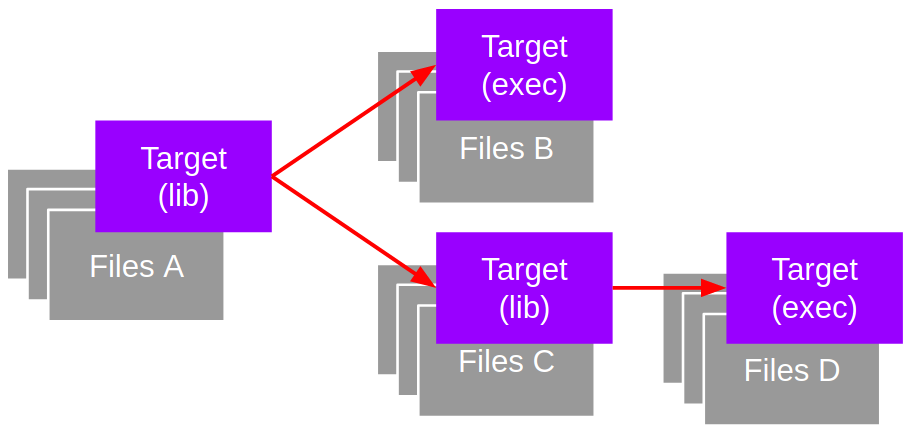 Target
(lib)
Files A
Target
(exec)
Files B
Target
(lib)
Files C
Target
(exec)
Files D